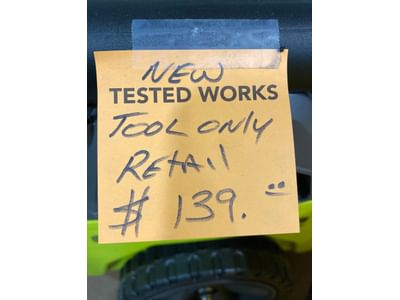 NEW
TESTED WORKS
TOOL ONLY
RETAIL
$ 139.